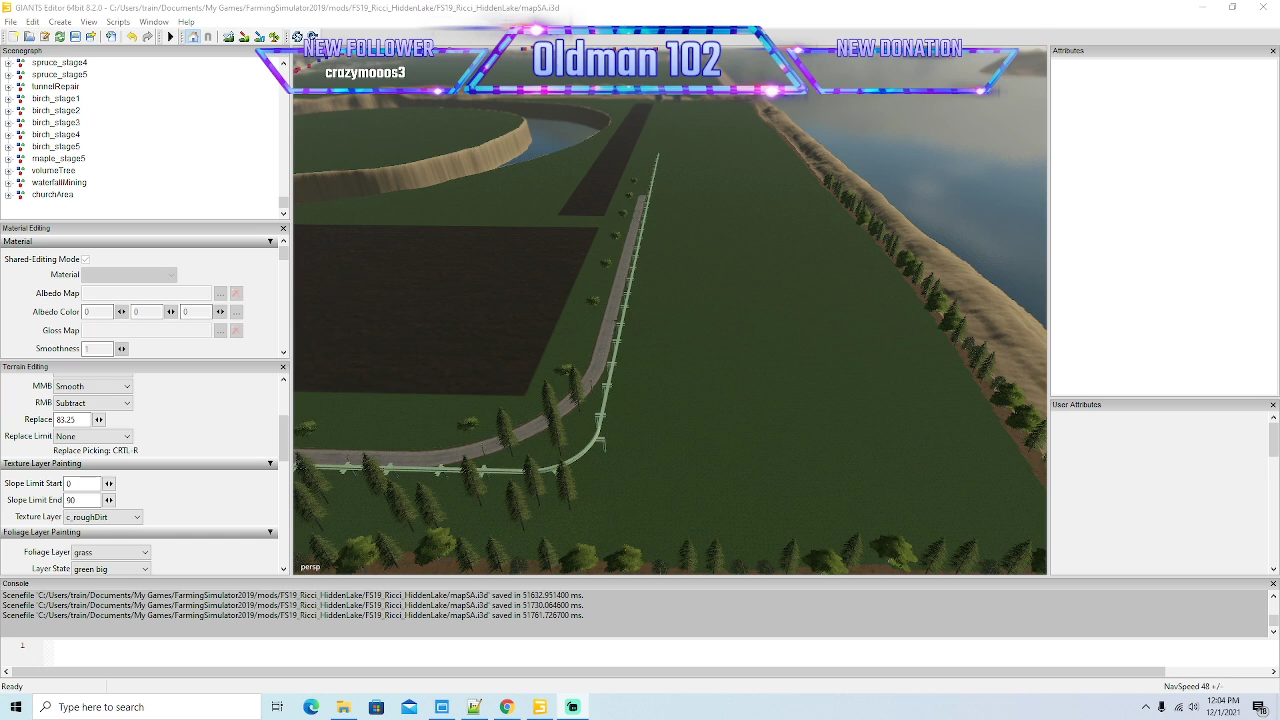 GIANTS Editor 64bit 8.2.0 - C:/Users/train/Documents/My Games/FarmingSimulator2019/mods/FS19_Ricci_HiddenLake/FS19_Ricci_HiddenLake/mapSA.i3d
File
Window
Help
NEW FOLLOWER
crazymooos3
Oldman 102
NEW DONATION
Scenegraph
Attributes
spruce_stage4
spruce_stage5
lumberPine
birch_stage1
birch_stage2
birch_stage3
birch_stage4
birch_stage5
maple_stage5
volumeTree
waterfallMining
churchArea
Material Editing
Material
Shared-Editing Mode
Material
Albedo Map
Albedo Color 0 0 0
Gloss Map
Smoothness 1
Terrain Editing
MMB Smooth
RMB Subtract
Replace 83.25
Replace Limit None
Replace Picking: CRTL-R
Texture Layer Painting
Slope Limit Start 0
Slope Limit End 90
Texture Layer c_roughDirt
Foliage Layer Painting
Foliage Layer grass
Layer State green big
persp
User Attributes
Console
Scenefile 'C:/Users/train/Documents/My Games/FarmingSimulator2019/mods/FS19_Ricci_HiddenLake/FS19_Ricci_HiddenLake/mapSA.i3d' saved in 51632.951400 ms.
Scenefile 'C:/Users/train/Documents/My Games/FarmingSimulator2019/mods/FS19_Ricci_HiddenLake/FS19_Ricci_HiddenLake/mapSA.i3d' saved in 51730.064600 ms.
Scenefile 'C:/Users/train/Documents/My Games/FarmingSimulator2019/mods/FS19_Ricci_HiddenLake/FS19_Ricci_HiddenLake/mapSA.i3d' saved in 51761.726700 ms.
1
Ready
NavSpeed 48 +/-
Type here to search
12:04 PM
12/1/2021